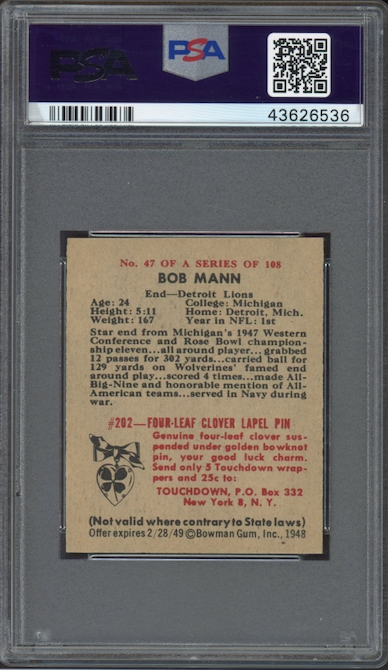 PSA
PSA
43626536
No. 47 OF A SERIES OF 108
BOB MANN
End—Detroit Lions
Age: 24 College: Michigan
Height: 5:11 Home: Detroit, Mich.
Weight: 167 Year in NFL: 1st
Star end from Michigan's 1947 Western
Conference and Rose Bowl champion-
ship eleven...all around player...grabbed
12 passes for 302 yards...carried ball for
129 yards on Wolverines' famed end
around play...scored 4 times...made All-
Big-Nine and honorable mention of All-
American teams...served in Navy during
war.
#202—FOUR-LEAF CLOVER LAPEL PIN
Genuine four-leaf clover sus-
pended under golden bowknot
pin, your good luck charm.
Send only 5 Touchdown wrap-
pers and 25c to:
TOUCHDOWN, P.O. Box 332
New York 8, N. Y.
(Not valid where contrary to State laws)
Offer expires 2/28/49 ©Bowman Gum, Inc., 1948